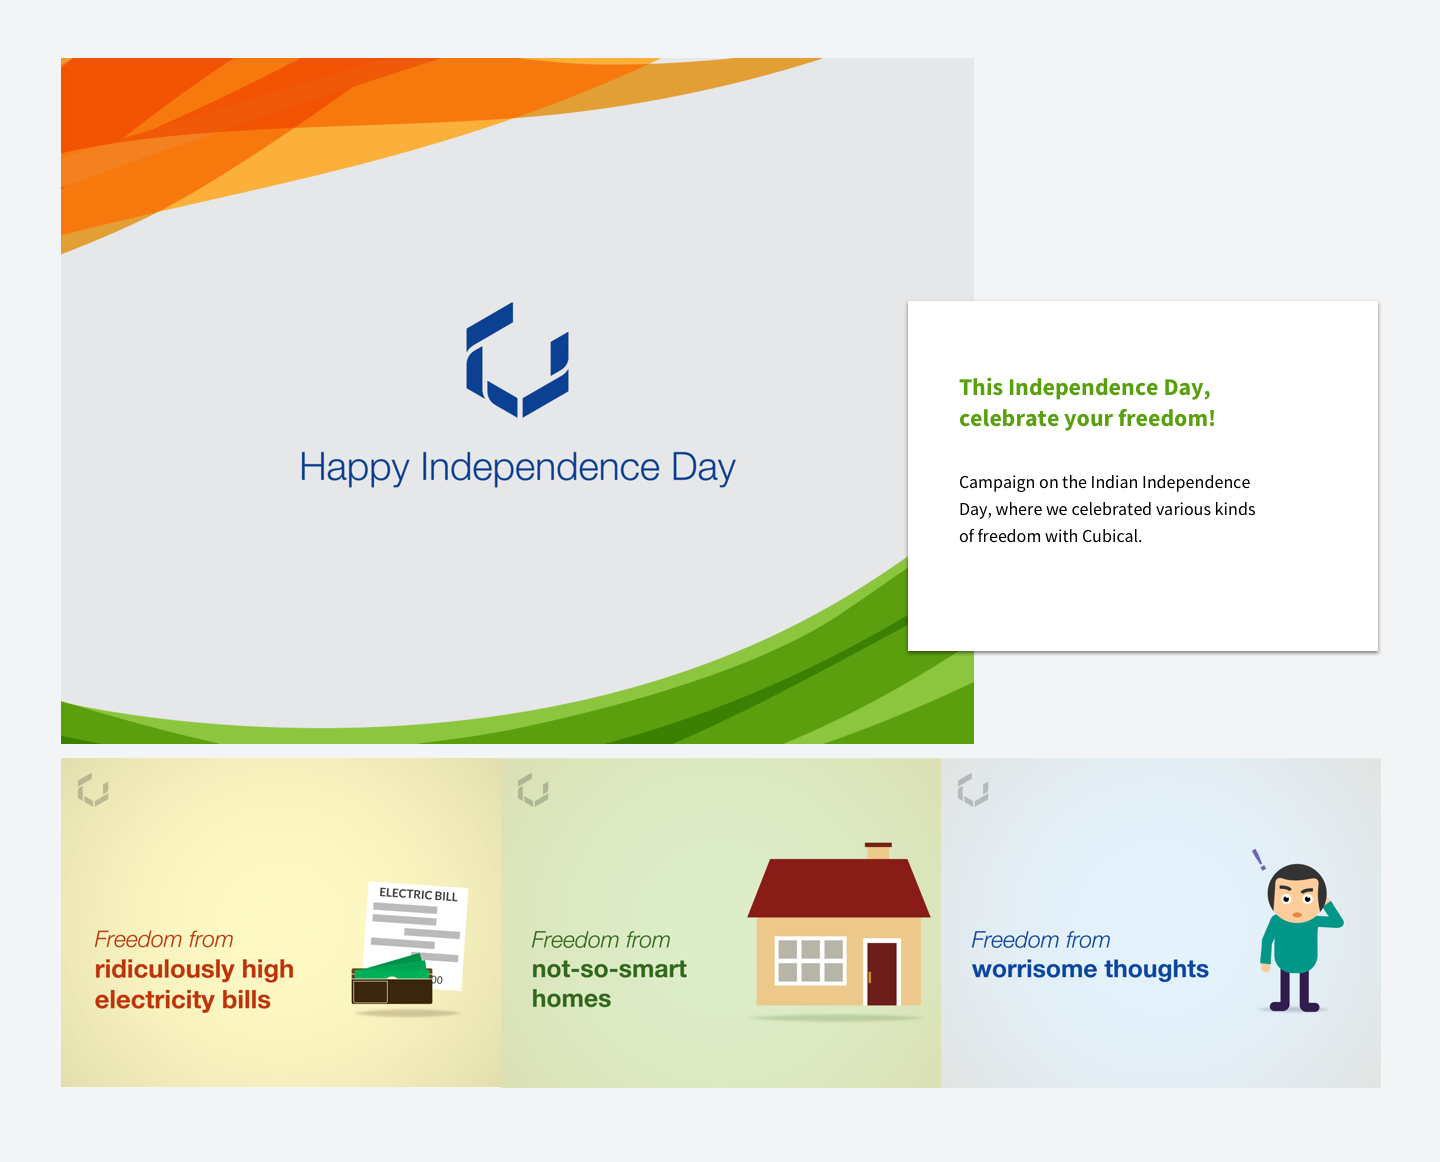 Happy Independence Day
This Independence Day,
celebrate your freedom!
Campaign on the Indian Independence
Day, where we celebrated various kinds
of freedom with Cubical.
ELECTRIC BILL
00
Freedom from
ridiculously high
electricity bills
Freedom from
not-so-smart
homes
!
Freedom from
worrisome thoughts